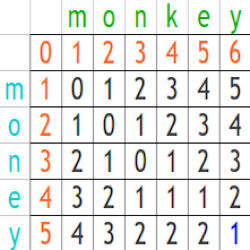 m o n k e y
0 1 2 3 4 5 6
m 1 0 1 2 3 4 5
o 2 1 0 1 2 3 4
n 3 2 1 0 1 2 3
e 4 3 2 1 1 1 2
y 5 4 3 2 2 2 1